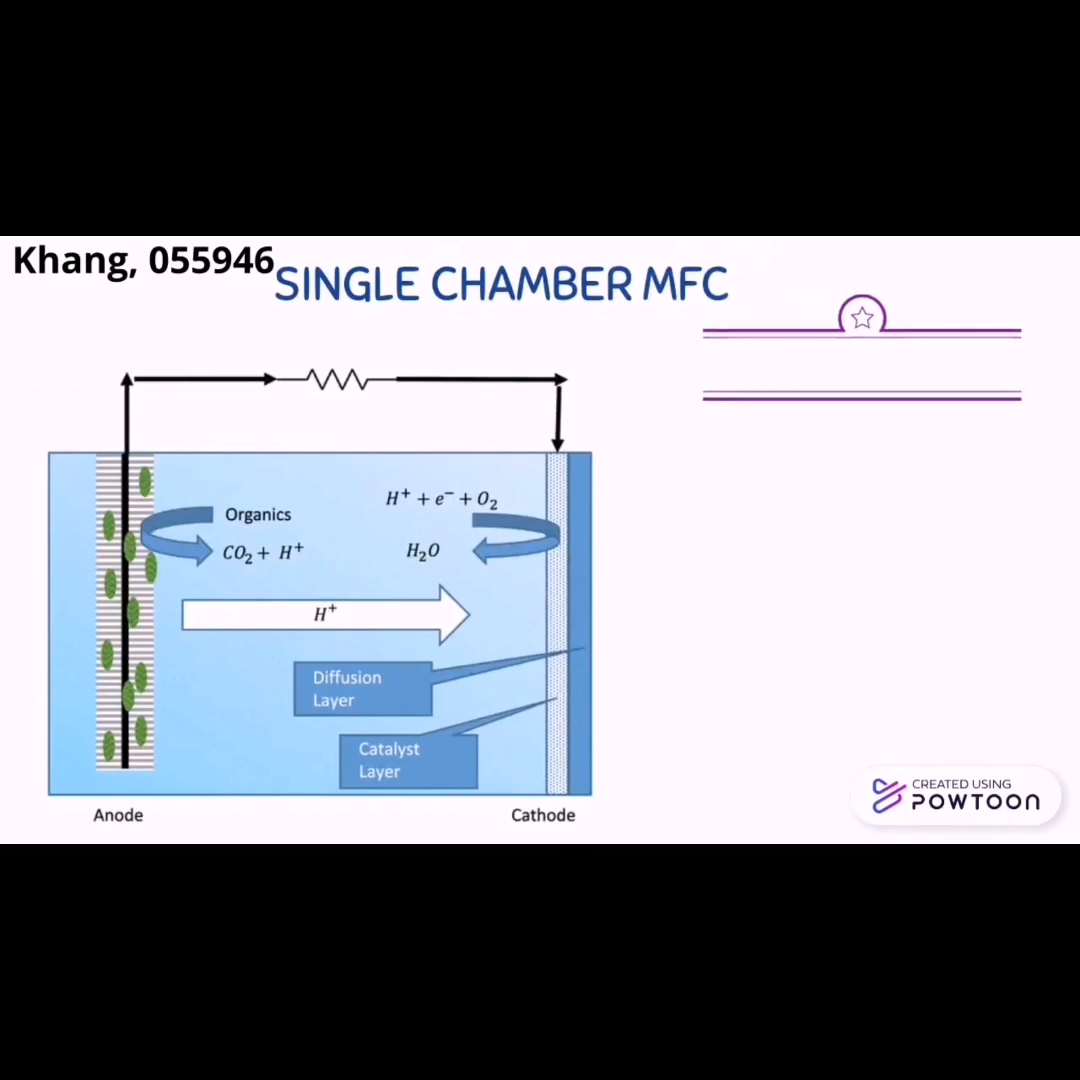 Khang, 055946
SINGLE CHAMBER MFC
Organics
CO₂ + H⁺
H⁺ + e⁻ + O₂
H₂O
H⁺
Diffusion
Layer
Catalyst
Layer
Anode
Cathode
CREATED USING
POWTOON